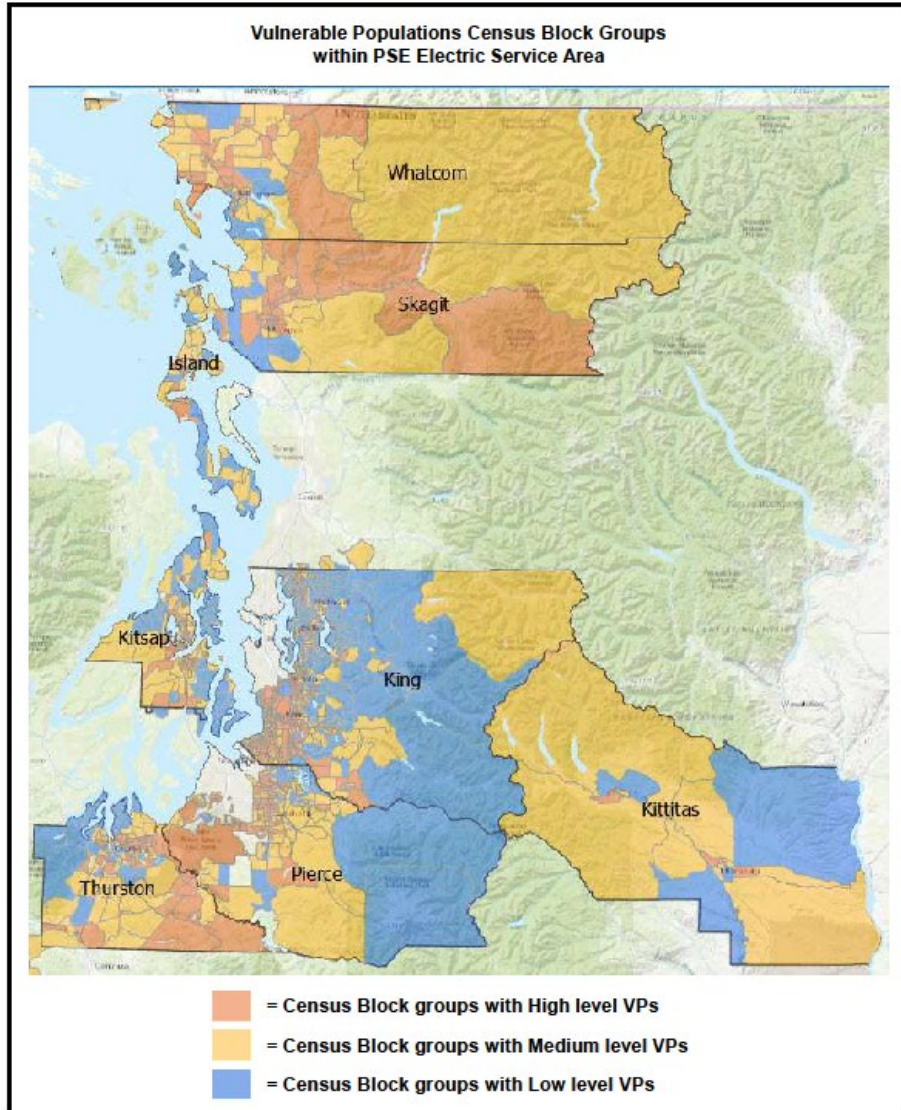 Vulnerable Populations Census Block Groups
within PSE Electric Service Area
Whatcom
Skagit
Island
Kitsap
King
Kittitas
Pierce
Thurston
= Census Block groups with High level VPs
= Census Block groups with Medium level VPs
= Census Block groups with Low level VPs